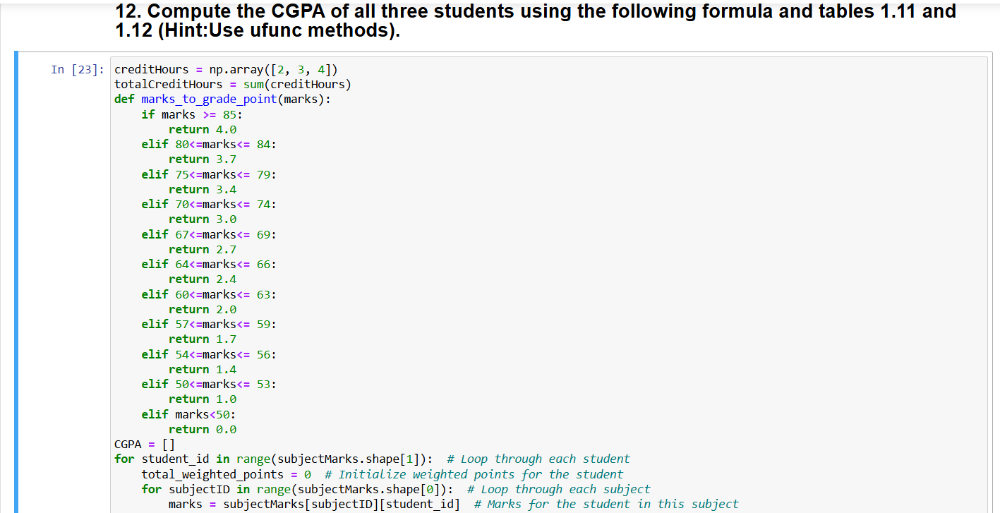 12. Compute the CGPA of all three students using the following formula and tables 1.11 and
1.12 (Hint:Use ufunc methods).
In [23]: creditHours = np.array([2, 3, 4])
totalCreditHours = sum(creditHours)
def marks_to_grade_point(marks):
    if marks >= 85:
        return 4.0
    elif 80<=marks<= 84:
        return 3.7
    elif 75<=marks<= 79:
        return 3.4
    elif 70<=marks<= 74:
        return 3.0
    elif 67<=marks<= 69:
        return 2.7
    elif 64<=marks<= 66:
        return 2.4
    elif 60<=marks<= 63:
        return 2.0
    elif 57<=marks<= 59:
        return 1.7
    elif 54<=marks<= 56:
        return 1.4
    elif 50<=marks<= 53:
        return 1.0
    elif marks<50:
        return 0.0
CGPA = []
for student_id in range(subjectMarks.shape[1]):  # Loop through each student
    total_weighted_points = 0  # Initialize weighted points for the student
    for subjectID in range(subjectMarks.shape[0]):  # Loop through each subject
        marks = subjectMarks[subjectID][student_id]  # Marks for the student in this subject